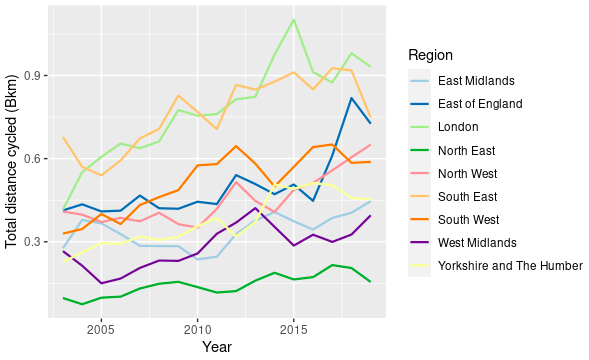 Total distance cycled (Bkm)
0.9
0.6
0.3
2005 2010 2015
Year
Region
East Midlands
East of England
London
North East
North West
South East
South West
West Midlands
Yorkshire and The Humber